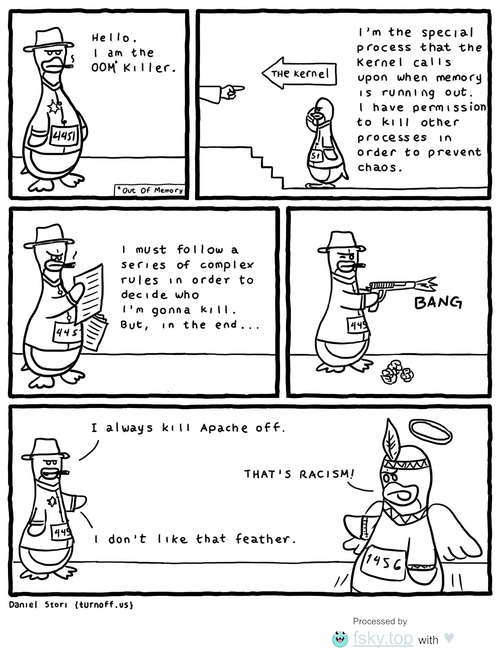 Hello.
I am the
OOM* Killer.
4451
*Out Of Memory
I'm the special
process that the
Kernel calls
upon when memory
is running out.
I have permission
to kill other
processes in
order to prevent
chaos.
THE Kernel
51
I must follow a
series of complex
rules in order to
decide who
I'm gonna kill.
But, in the end...
445
BANG
445
I always kill Apache off.
THAT'S RACISM!
I don't like that feather.
445
1456
Daniel Stori {turnoff.us}
Processed by
fsky.top with